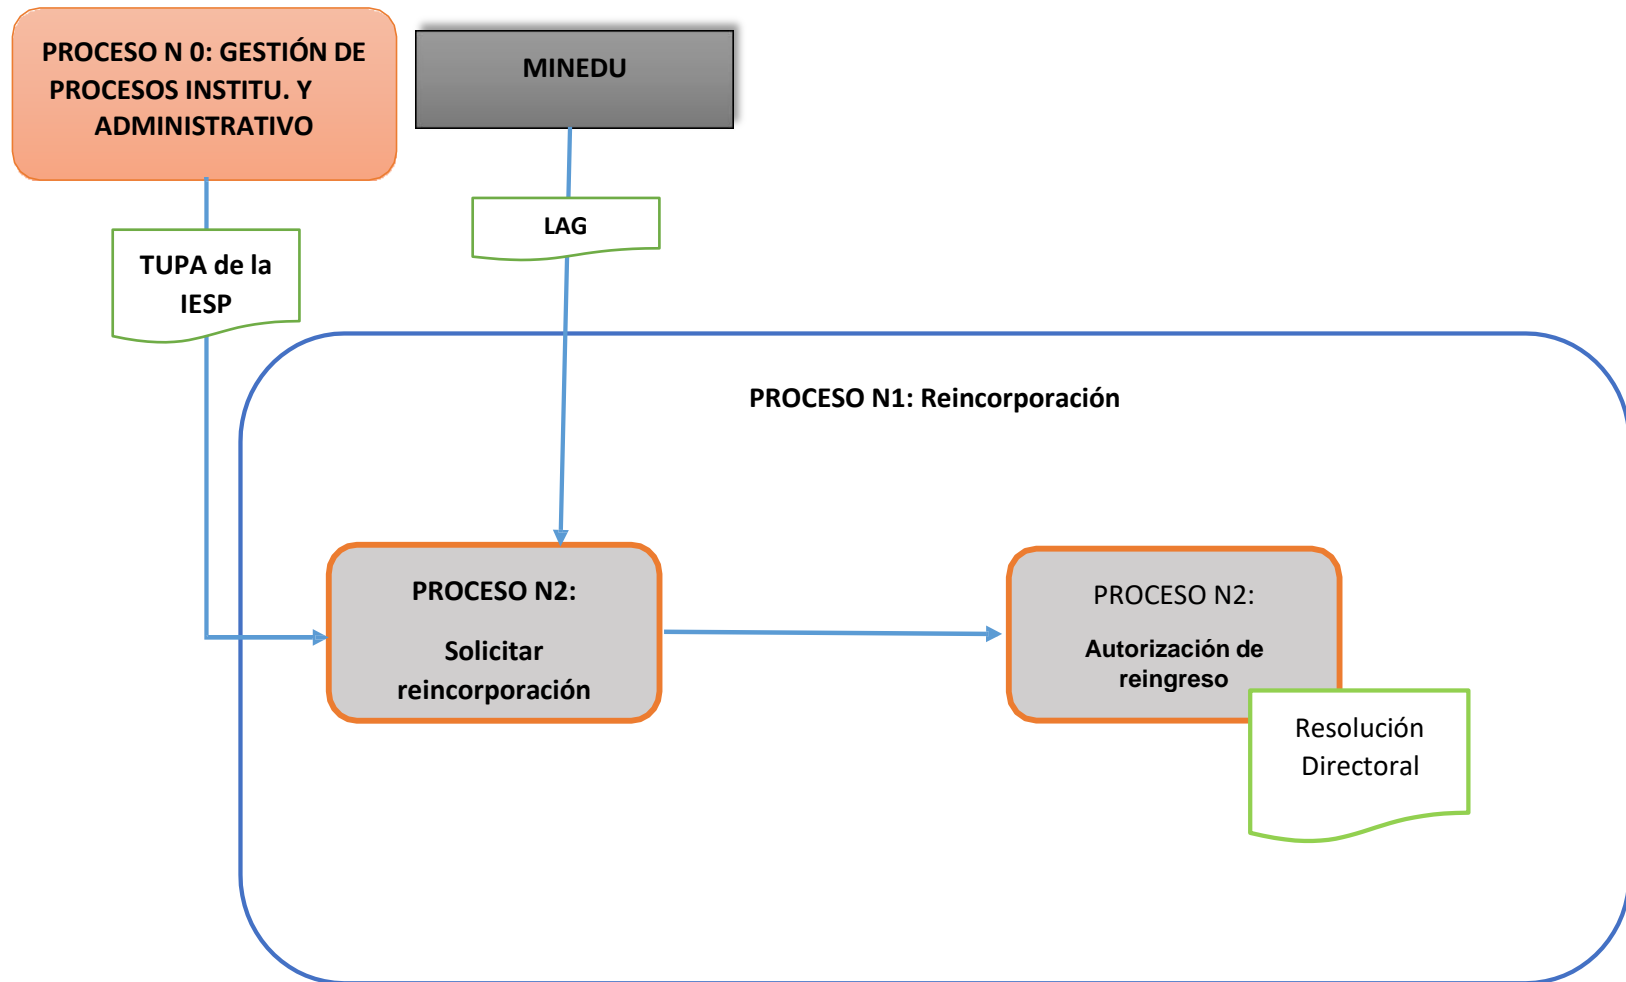 PROCESO N 0: GESTIÓN DE
PROCESOS INSTITU. Y
ADMINISTRATIVO
MINEDU
LAG
TUPA de la
IESP
PROCESO N1: Reincorporación
PROCESO N2:
Solicitar
reincorporación
PROCESO N2:
Autorización de
reingreso
Resolución
Directoral